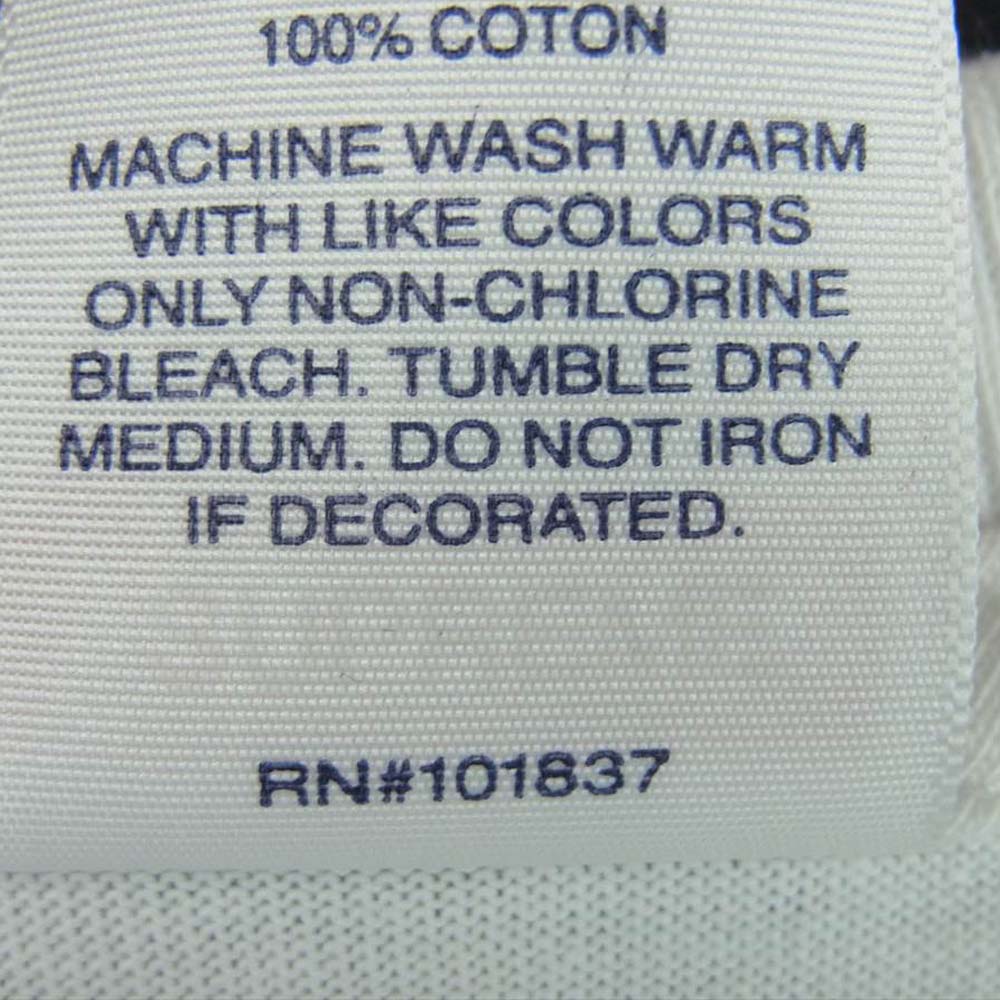 100% COTON
MACHINE WASH WARM
WITH LIKE COLORS
ONLY NON-CHLORINE
BLEACH. TUMBLE DRY
MEDIUM. DO NOT IRON
IF DECORATED.
RN#101837